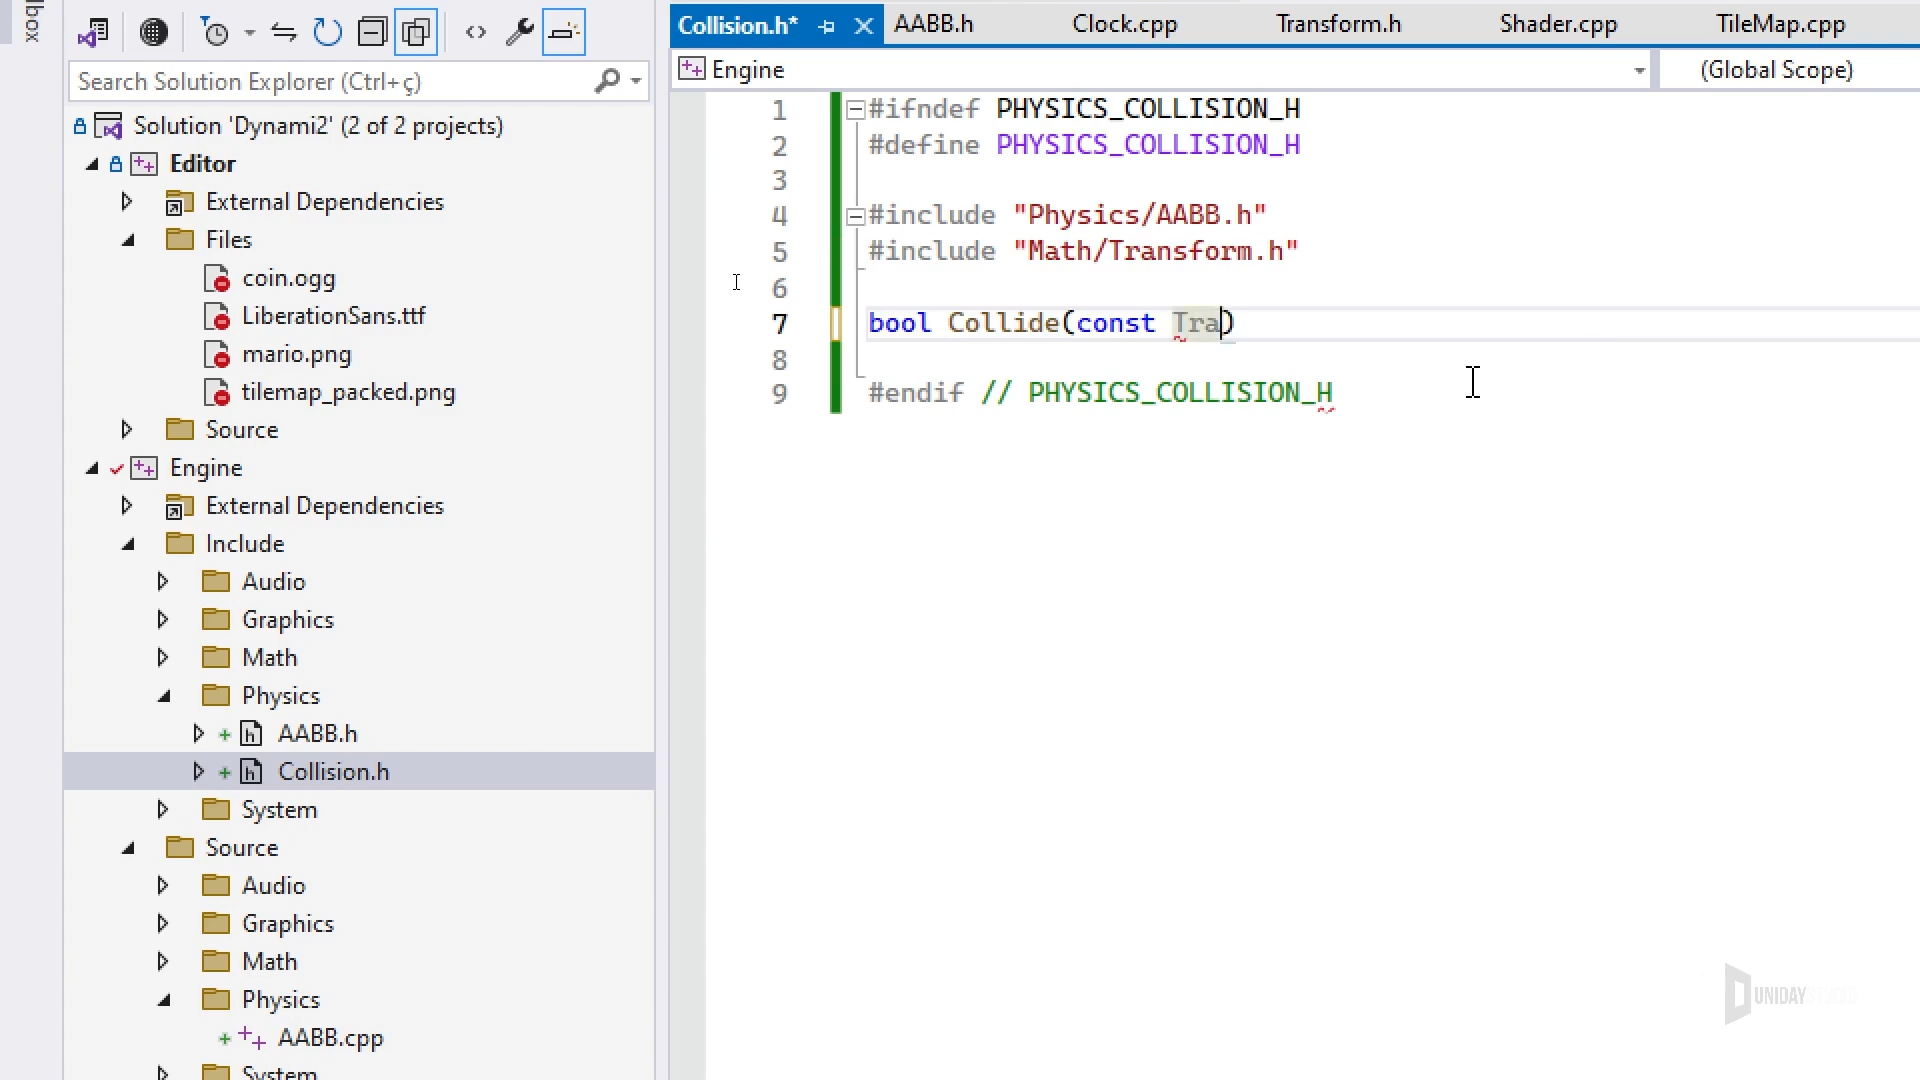 lbox
Search Solution Explorer (Ctrl+ç)
Solution 'Dynami2' (2 of 2 projects)
Editor
External Dependencies
Files
coin.ogg
LiberationSans.ttf
mario.png
tilemap_packed.png
Source
Engine
External Dependencies
Include
Audio
Graphics
Math
Physics
AABB.h
Collision.h
System
Source
Audio
Graphics
Math
Physics
AABB.cpp
System
Collision.h* AABB.h Clock.cpp Transform.h Shader.cpp TileMap.cpp
Engine (Global Scope)
1 #ifndef PHYSICS_COLLISION_H
2 #define PHYSICS_COLLISION_H
3
4 #include "Physics/AABB.h"
5 #include "Math/Transform.h"
6
7 bool Collide(const Tra)
8
9 #endif // PHYSICS_COLLISION_H
UNIDAY STUDIO